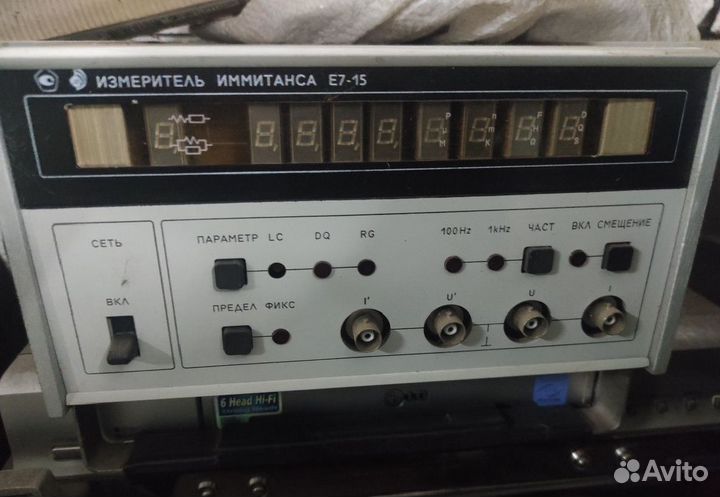 ИЗМЕРИТЕЛЬ ИММИТАНСА E7-15
P n F D
μ m H Q
M K Ω S
СЕТЬ
ПАРАМЕТР LC DQ RG 100Hz 1kHz ЧАСТ ВКЛ СМЕЩЕНИЕ
ВКЛ
ПРЕДЕЛ ФИКС I' U' U I
⊥
6 Head Hi-Fi
Avito